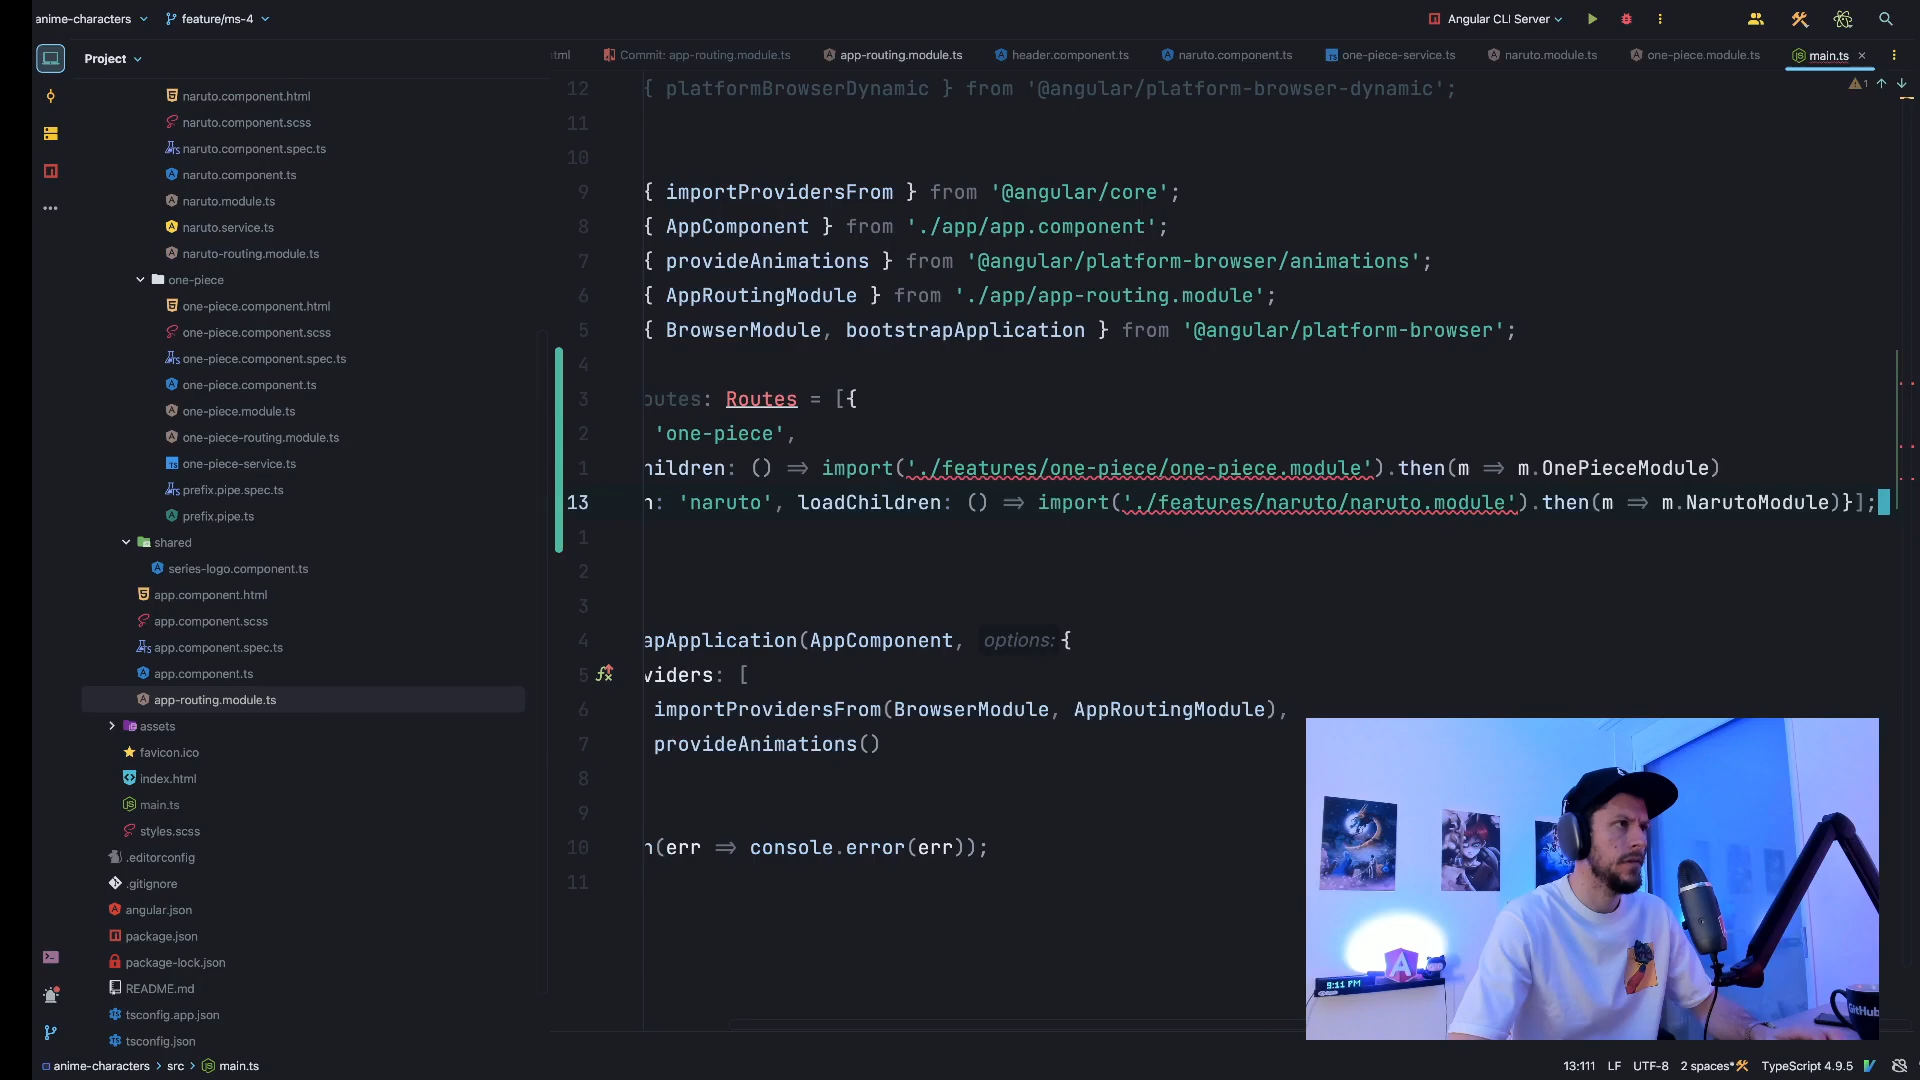 anime-characters
feature/ms-4
Angular CLI Server
Project
tml
Commit: app-routing.module.ts
app-routing.module.ts
header.component.ts
naruto.component.ts
one-piece-service.ts
naruto.module.ts
one-piece.module.ts
main.ts
naruto.component.html
naruto.component.scss
naruto.component.spec.ts
naruto.component.ts
naruto.module.ts
naruto.service.ts
naruto-routing.module.ts
one-piece
one-piece.component.html
one-piece.component.scss
one-piece.component.spec.ts
one-piece.component.ts
one-piece.module.ts
one-piece-routing.module.ts
one-piece-service.ts
prefix.pipe.spec.ts
prefix.pipe.ts
shared
series-logo.component.ts
app.component.html
app.component.scss
app.component.spec.ts
app.component.ts
app-routing.module.ts
assets
favicon.ico
index.html
main.ts
styles.scss
.editorconfig
.gitignore
angular.json
package.json
package-lock.json
README.md
tsconfig.app.json
tsconfig.json
1
12 { platformBrowserDynamic } from '@angular/platform-browser-dynamic';
11
10
9 { importProvidersFrom } from '@angular/core';
8 { AppComponent } from './app/app.component';
7 { provideAnimations } from '@angular/platform-browser/animations';
6 { AppRoutingModule } from './app/app-routing.module';
5 { BrowserModule, bootstrapApplication } from '@angular/platform-browser';
4
3 outes: Routes = [{
2 'one-piece',
1 hildren: () => import('./features/one-piece/one-piece.module').then(m => m.OnePieceModule)
13 n: 'naruto', loadChildren: () => import('./features/naruto/naruto.module').then(m => m.NarutoModule)}];
1
2
3
4 apApplication(AppComponent, options: {
5 viders: [
6 importProvidersFrom(BrowserModule, AppRoutingModule),
7 provideAnimations()
8
9
10 h(err => console.error(err));
11
9:11 PM
A
GitHub
anime-characters > src > main.ts
13:111 LF UTF-8 2 spaces* TypeScript 4.9.5